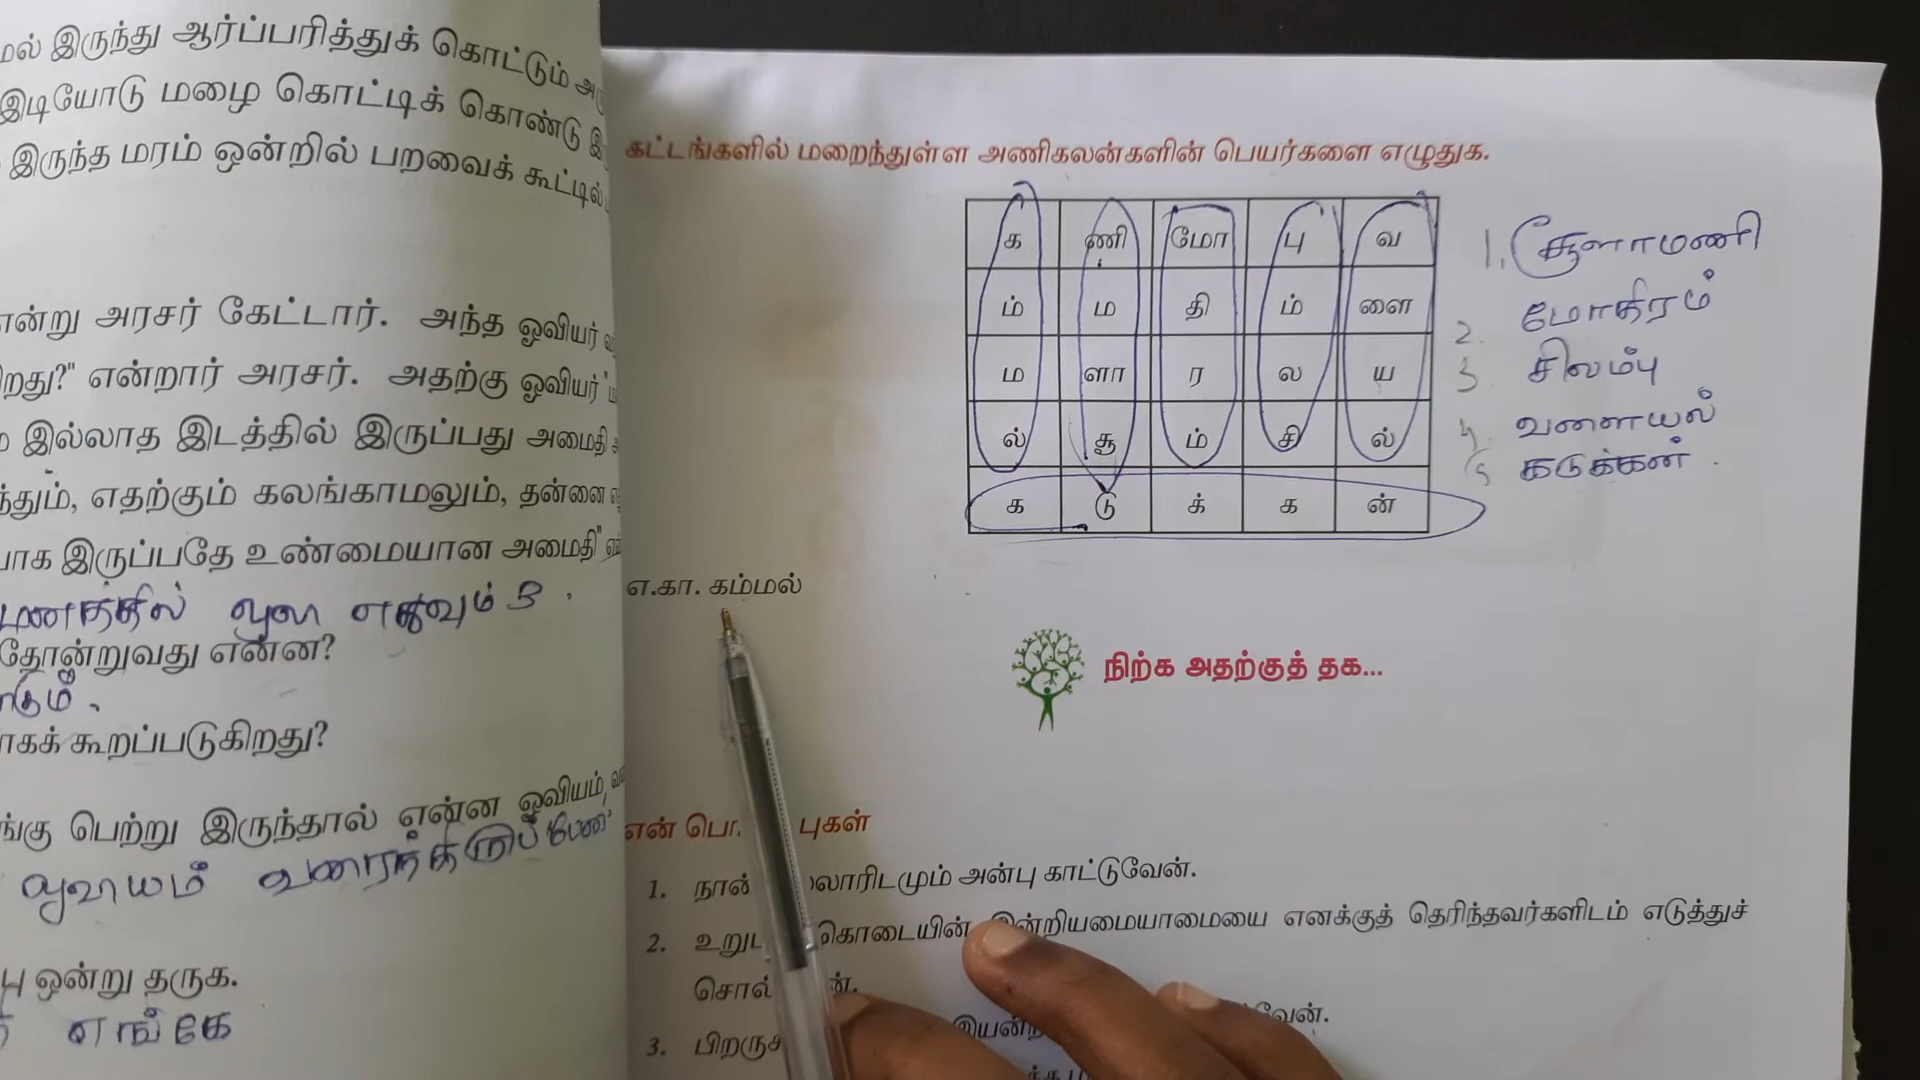 மல் இருந்து ஆர்ப்பரித்துக் கொட்டும்
இடியோடு மழை கொட்டிக் கொண்டு
இருந்த மரம் ஒன்றில் பறவைக் கூட்டில்
என்று அரசர் கேட்டார். அந்த ஓவியர்
றது?" என்றார் அரசர். அதற்கு ஓவியர்
இல்லாத இடத்தில் இருப்பது அமைதி
ந்தும், எதற்கும் கலங்காமலும், தன்னை
பாக இருப்பதே உண்மையான அமைதி"
தோன்றுவது என்ன?
ாகக் கூறப்படுகிறது?
ங்கு பெற்று இருந்தால் என்ன ஓவியம்,
வரைந்திருப்பேன்
ஒன்று தருக.
எங்கே
கட்டங்களில் மறைந்துள்ள அணிகலன்களின் பெயர்களை எழுதுக.
க ணி மோ பு வ
ம் ம தி ம் ளை
ம ளா ர ல ய
ல் சூ ம் சி ல்
க டு க் க ன்
1. சூளாமணி
2. மோதிரம்
3 சிலம்பு
4. வளையல்
5 கடுக்கன்.
எ.கா. கம்மல்
நிற்க அதற்குத் தக...
என் பொ புகள்
1. நான் லாரிடமும் அன்பு காட்டுவேன்.
2. உறுட கொடையின் இன்றியமையாமையை எனக்குத் தெரிந்தவர்களிடம் எடுத்துச்
சொல் ன்.
3. பிறருக் இயன்ற வேன்.